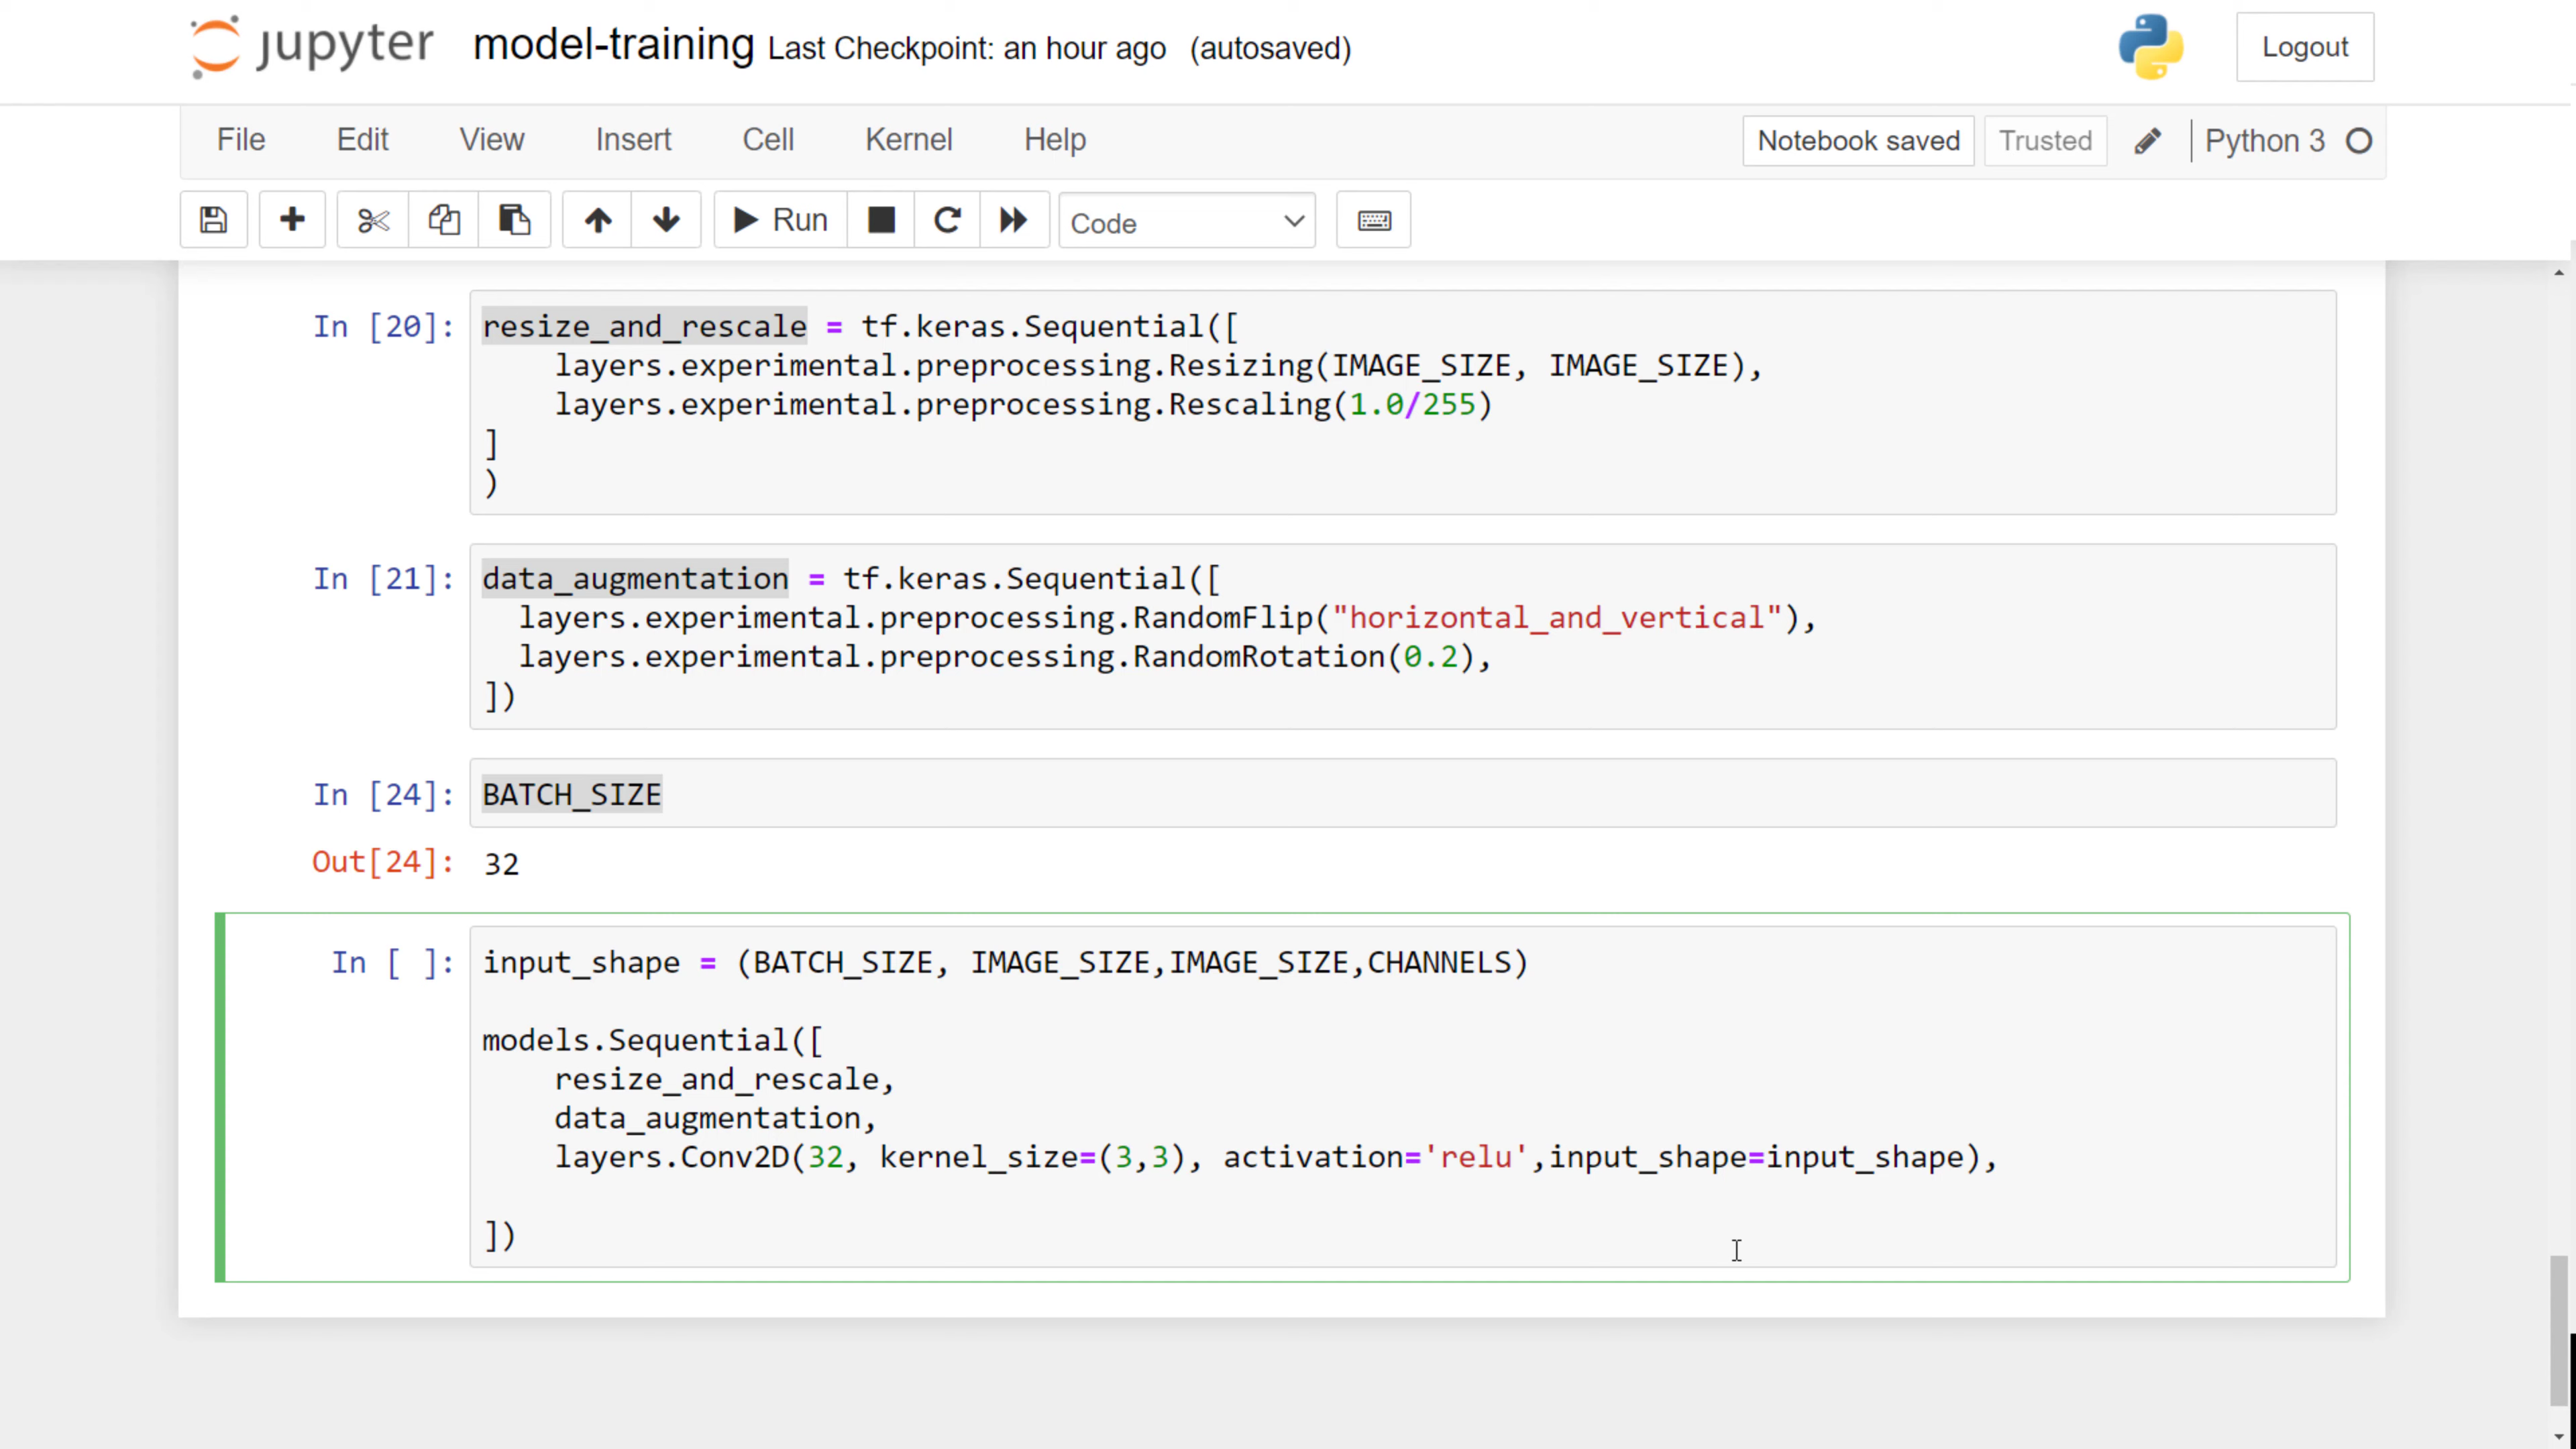 jupyter model-training Last Checkpoint: an hour ago (autosaved) Logout
File Edit View Insert Cell Kernel Help Notebook saved Trusted Python 3
Run Code
In [20]: resize_and_rescale = tf.keras.Sequential([
    layers.experimental.preprocessing.Resizing(IMAGE_SIZE, IMAGE_SIZE),
    layers.experimental.preprocessing.Rescaling(1.0/255)
]
)
In [21]: data_augmentation = tf.keras.Sequential([
  layers.experimental.preprocessing.RandomFlip("horizontal_and_vertical"),
  layers.experimental.preprocessing.RandomRotation(0.2),
])
In [24]: BATCH_SIZE
Out[24]: 32
In [ ]: input_shape = (BATCH_SIZE, IMAGE_SIZE,IMAGE_SIZE,CHANNELS)
models.Sequential([
    resize_and_rescale,
    data_augmentation,
    layers.Conv2D(32, kernel_size=(3,3), activation='relu',input_shape=input_shape),
])